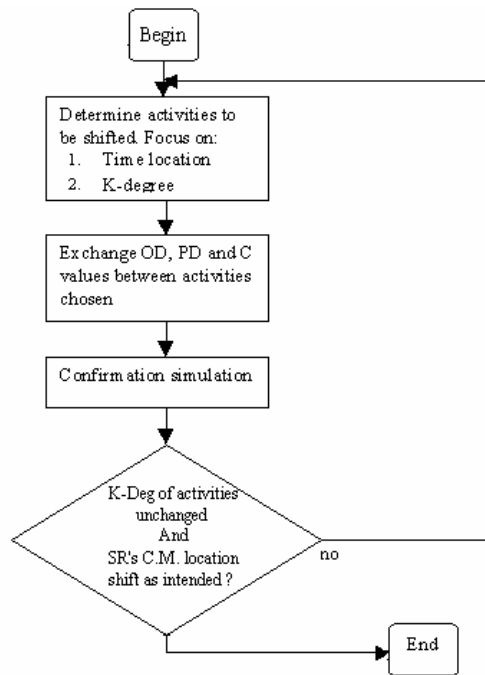 Begin
Determine activities to
be shifted. Focus on:
1. Time location
2. K-degree
Exchange OD, PD and C
values between activities
chosen
Confirmation simulation
K-Deg of activities
unchanged
And
SR's C.M. location
shift as intended ?
no
End